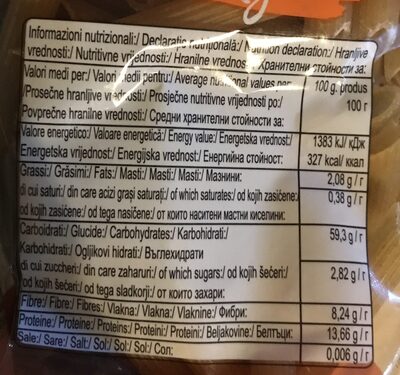 Informazioni nutrizionali:/ Declarație nutrițională:/ Nutrition declaration:/ Hranljive
vrednosti:/ Nutritivne vrijednosti:/ Hranilne vrednosti:/ Хранителни стойности за:
Valori medi per:/ Valori medii pentru:/ Average nutritional values per
100 g. produs
/Prosečne hranljive vrednosti:/ Prosječne nutritivne vrijednosti po:/
100 г
Povprečne hranilne vrednosti:/ Средни хранителни стойности за:
Valore energetico:/ Valoare energetică:/ Energy value:/ Energetska vrednost:/
1383 kJ/ кДж
Energetska vrijednost:/ Energijska vrednost:/ Енергийна стойност:
327 kcal/ ккал
Grassi:/ Grăsimi:/ Fats:/ Masti:/ Masti:/ Masti:/ Мазнини:
2,08 g / г
di cui saturi:/ din care acizi grași saturați:/ of which saturates:/ od kojih zasićene:
0,38 g / г
od kojih zasićene:/ od tega nasičene:/ от които наситени мастни киселини:
Carboidrati:/ Glucide:/ Carbohydrates:/ Karbohidrati:/
59,3 g / г
Karbohidrati:/ Ogljikovi hidrati:/ Въглехидрати
di cui zuccheri:/ din care zaharuri:/ of which sugars:/ od kojih šećeri:/
2,82 g / г
od kojih šećeri:/ od tega sladkorji:/ от които захари:
Fibre:/ Fibre:/ Fibres:/ Vlakna:/ Vlakna:/ Vlaknine:/ Фибри:
8,24 g / г
Proteine:/ Proteine:/ Proteins:/ Proteini:/ Proteini:/ Beljakovine:/ Белтъци:
13,66 g / г
Sale:/ Sare:/ Salt:/ Sol:/ Sol:/ Sol:/ Сол:
0,006 g / г